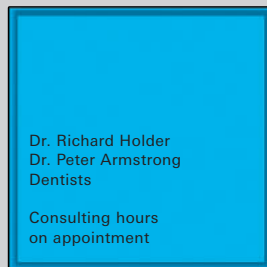 Dr. Richard Holder
Dr. Peter Armstrong
Dentists
Consulting hours
on appointment